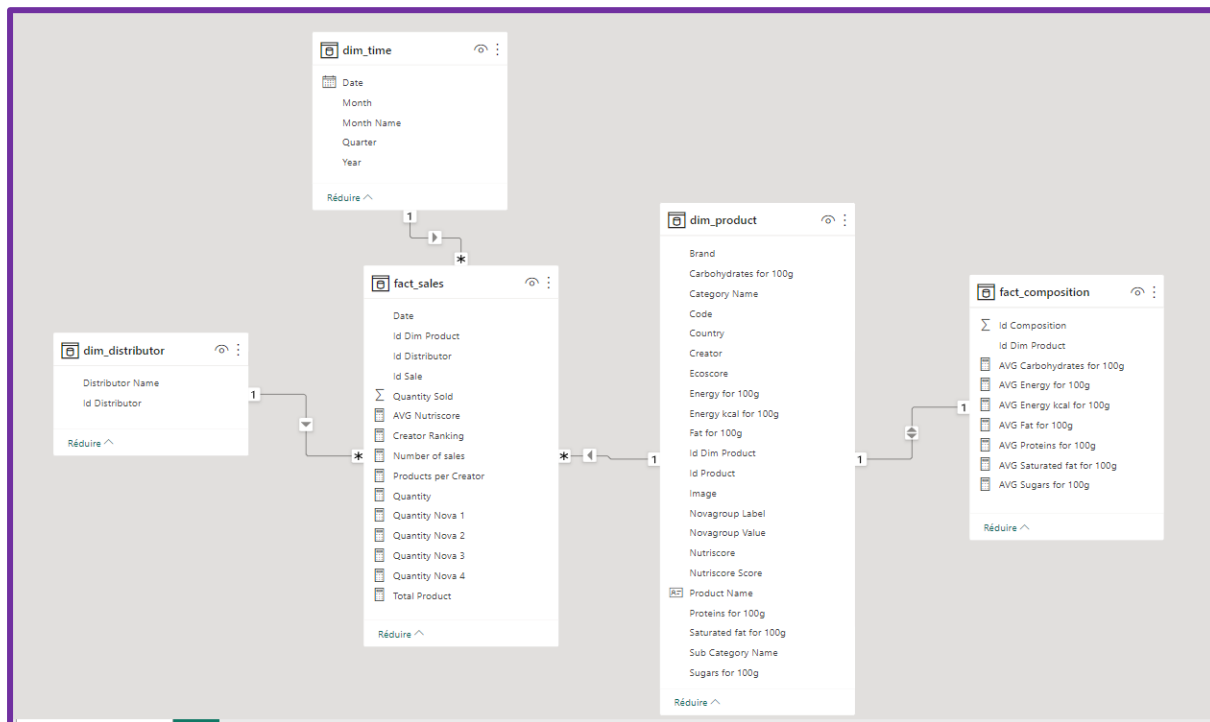 dim_time
Date
Month
Month Name
Quarter
Year
Réduire
1
*
dim_distributor
Distributor Name
Id Distributor
Réduire
1
*
fact_sales
Date
Id Dim Product
Id Distributor
Id Sale
Σ Quantity Sold
AVG Nutriscore
Creator Ranking
Number of sales
Products per Creator
Quantity
Quantity Nova 1
Quantity Nova 2
Quantity Nova 3
Quantity Nova 4
Total Product
Réduire
*
1
dim_product
Brand
Carbohydrates for 100g
Category Name
Code
Country
Creator
Ecoscore
Energy for 100g
Energy kcal for 100g
Fat for 100g
Id Dim Product
Id Product
Image
Novagroup Label
Novagroup Value
Nutriscore
Nutriscore Score
Product Name
Proteins for 100g
Saturated fat for 100g
Sub Category Name
Sugars for 100g
Réduire
1
1
fact_composition
Σ Id Composition
Id Dim Product
AVG Carbohydrates for 100g
AVG Energy for 100g
AVG Energy kcal for 100g
AVG Fat for 100g
AVG Proteins for 100g
AVG Saturated fat for 100g
AVG Sugars for 100g
Réduire